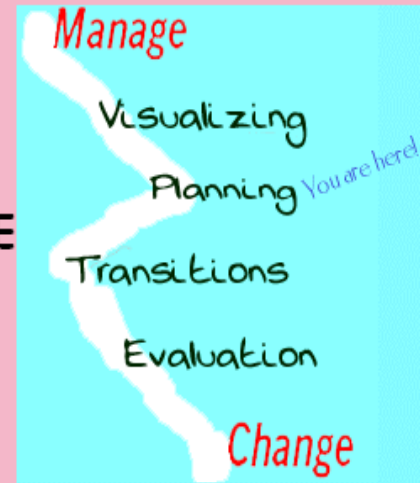 Manage
Visualizing
Planning You are here!
Transitions
Evaluation
Change